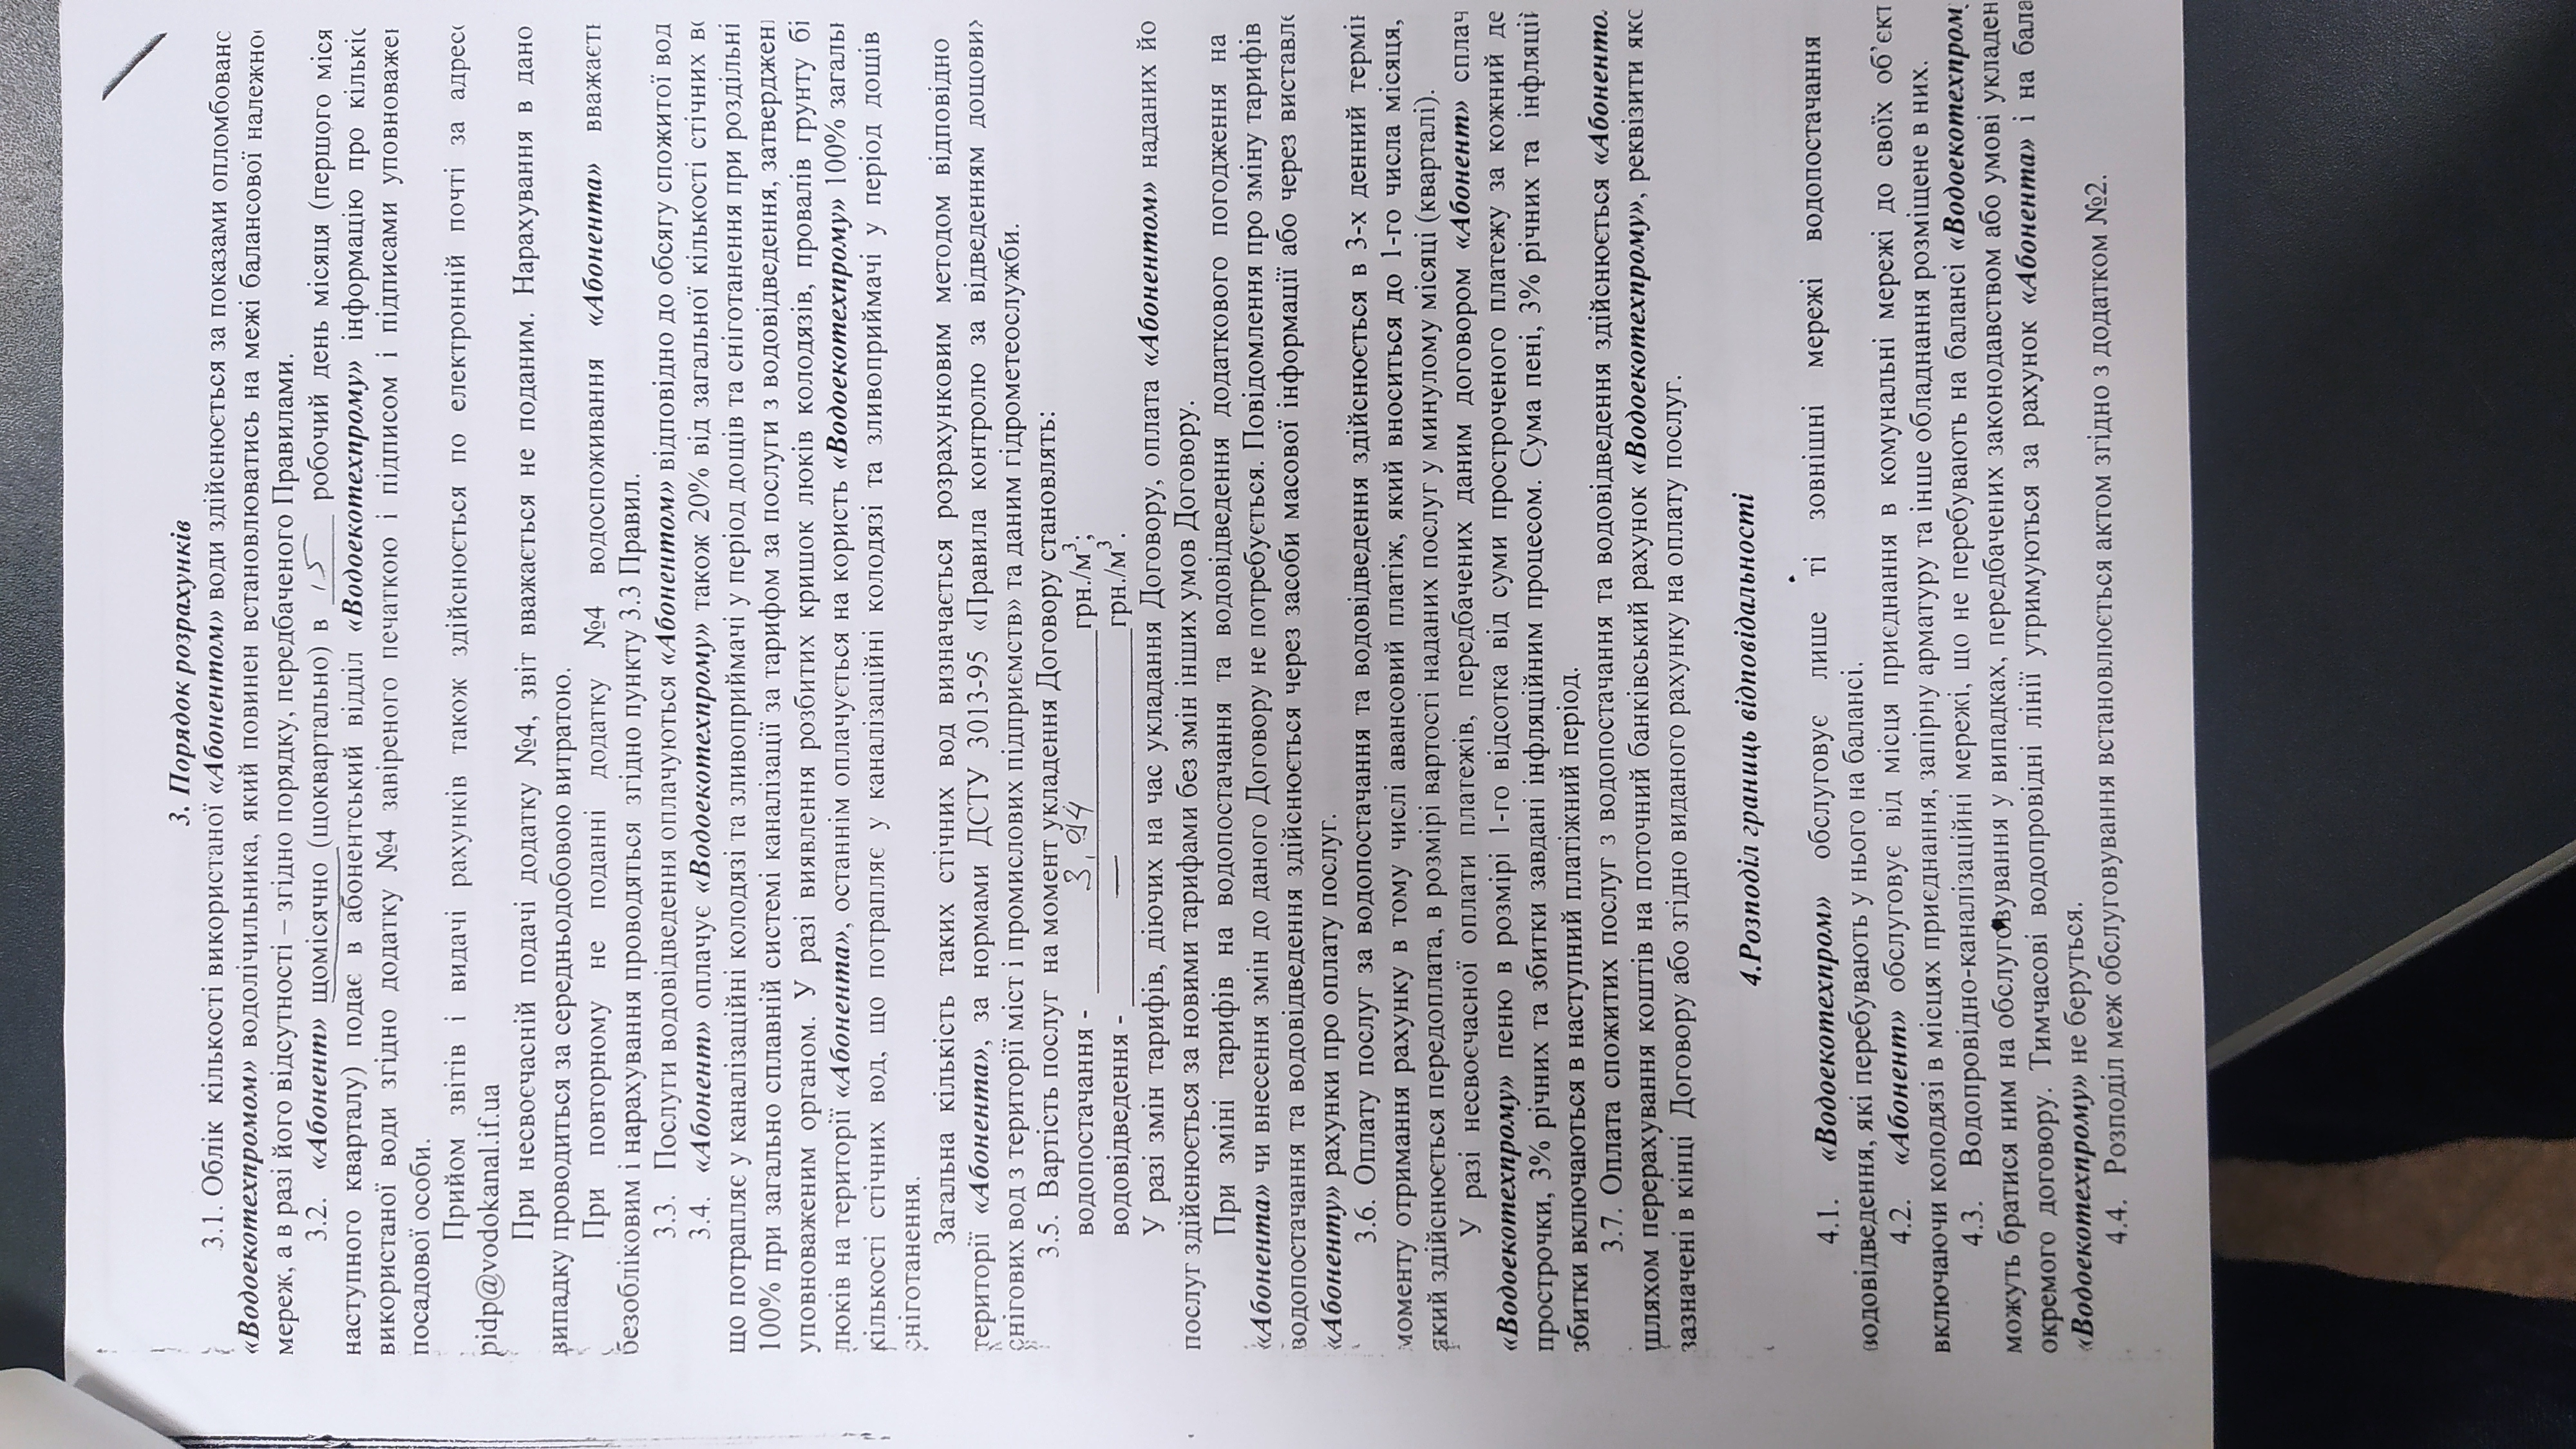 3. Порядок розрахунків
3.1. Облік кількості використаної «Абонентом» води здійснюється за показами опломбованс
«Водоекотехпромом» водолічильника, який повинен встановлюватись на межі балансової належно
мереж, а в разі його відсутності – згідно порядку, передбаченого Правилами.
3.2. «Абонент» щомісячно (щоквартально) в 15 робочий день місяця (першого міся
наступного кварталу) подає в абонентський відділ «Водоекотехпрому» інформацію про кількіс
використаної води згідно додатку №4 завіреного печаткою і підписом і підписами уповноважен
посадової особи.
Прийом звітів і видачі рахунків також здійснюється по електронній почті за адрес
pidp@vodokanal.if.ua
При несвоєчасній подачі додатку №4, звіт вважається не поданим. Нарахування в дано
випадку проводиться за середньодобовою витратою.
При повторному не поданні додатку №4 водоспоживання «Абонента» вважаєт
безобліковим і нарахування проводяться згідно пункту 3.3 Правил.
3.3. Послуги водовідведення оплачуються «Абонентом» відповідно до обсягу спожитої вод
3.4. «Абонент» оплачує «Водоекотехпрому» також 20% від загальної кількості стічних во
що потрапляє у каналізаційні колодязі та зливоприймачі у період дощів та сніготанення при роздільні
100% при загально сплавній системі каналізації за тарифом за послуги з водовідведення, затверджен
уповноваженим органом. У разі виявлення розбитих кришок люків колодязів, провалів грунту бі
люків на території «Абонента», останнім оплачується на користь «Водоекотехпрому» 100% загальн
кількості стічних вод, що потрапляє у каналізаційні колодязі та зливоприймачі у період дощів
сніготанення.
Загальна кількість таких стічних вод визначається розрахунковим методом відповідно
території «Абонента», за нормами ДСТУ 3013-95 «Правила контролю за відведенням дощових
снігових вод з території міст і промислових підприємств» та даним гідрометеослужби.
3.5. Вартість послуг на момент укладення Договору становлять:
водопостачання - 3,94 грн./м³;
водовідведення - — грн./м³.
У разі змін тарифів, діючих на час укладання Договору, оплата «Абонентом» наданих йо
послуг здійснюється за новими тарифами без змін інших умов Договору.
При зміні тарифів на водопостачання та водовідведення додаткового погодження на
«Абонента» чи внесення змін до даного Договору не потребується. Повідомлення про зміну тарифів
водопостачання та водовідведення здійснюється через засоби масової інформації або через виставле
«Абоненту» рахунки про оплату послуг.
3.6. Оплату послуг за водопостачання та водовідведення здійснюється в 3-х денний термін
моменту отримання рахунку в тому числі авансовий платіж, який вноситься до 1-го числа місяця,
який здійснюється передоплата, в розмірі вартості наданих послуг у минулому місяці (кварталі).
У разі несвоєчасної оплати платежів, передбачених даним договором «Абонент» сплач
«Водоекотехпрому» пеню в розмірі 1-го відсотка від суми простроченого платежу за кожний де
прострочки, 3% річних та збитки завдані інфляційним процесом. Сума пені, 3% річних та інфляцій
збитки включаються в наступний платіжний період.
3.7. Оплата спожитих послуг з водопостачання та водовідведення здійснюється «Абоненто
шляхом перерахування коштів на поточний банківський рахунок «Водоекотехпрому», реквізити якс
зазначені в кінці Договору або згідно виданого рахунку на оплату послуг.
4.Розподіл границь відповідальності
4.1. «Водоекотехпром» обслуговує лише ті зовнішні мережі водопостачання
водовідведення, які перебувають у нього на балансі.
4.2. «Абонент» обслуговує від місця приєднання в комунальні мережі до своїх об’єкт
включаючи колодязі в місцях приєднання, запірну арматуру та інше обладнання розміщене в них.
4.3. Водопровідно-каналізаційні мережі, що не перебувають на балансі «Водоекотехпром
можуть братися ним на обслуговування у випадках, передбачених законодавством або умові укладен
окремого договору. Тимчасові водопровідні лінії утримуються за рахунок «Абонента» і на бала
«Водоекотехпрому» не беруться.
4.4. Розподіл меж обслуговування встановлюється актом згідно з додатком №2.